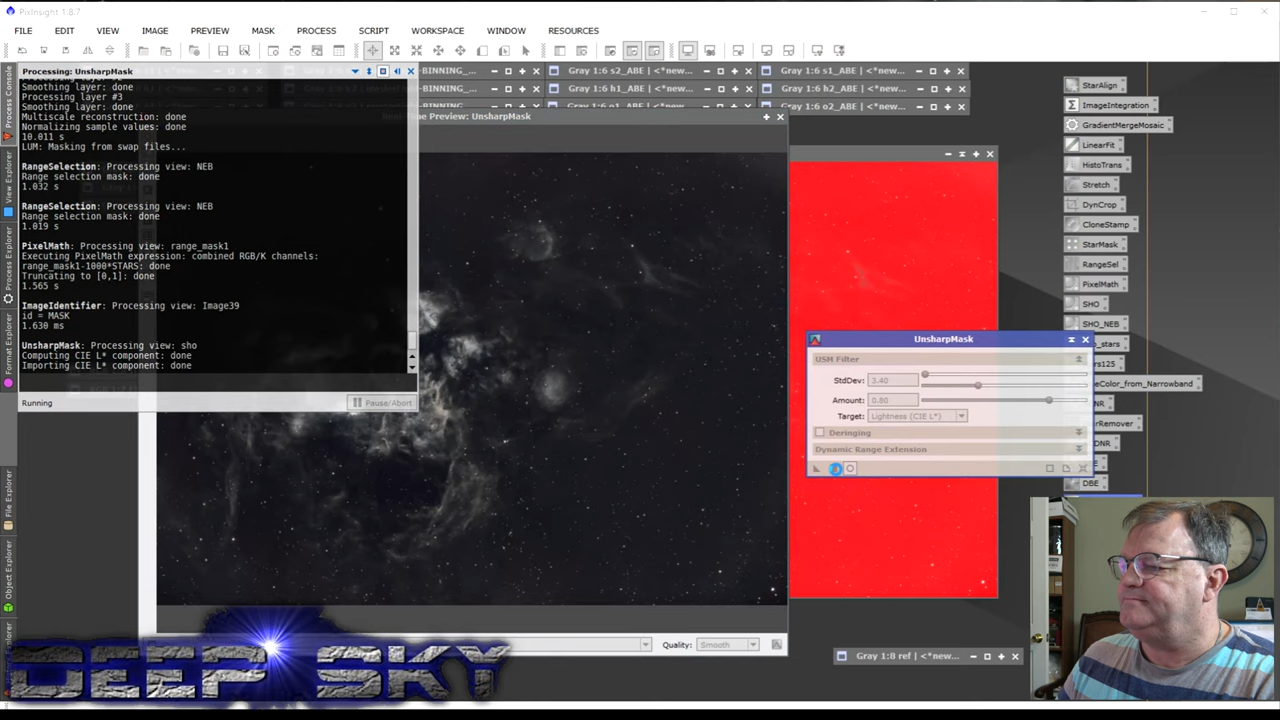 PixInsight 1.8.7
FILE EDIT VIEW IMAGE PREVIEW PROCESS MASK SCRIPT WORKSPACE WINDOW RESOURCES
Processing: UnsharpMask
Smoothing layer: done
Processing layer #3
Smoothing layer: done
Multiscale reconstruction: done
Normalizing sample values: done
10.011 s
LUM: Masking from swap files...
RangeSelection: Processing view: NEB
Range selection mask: done
1.032 s
RangeSelection: Processing view: NEB
Range selection mask: done
1.019 s
PixelMath: Processing view: range_mask1
Executing PixelMath expression: combined RGB/K channels:
range_mask1-1000*STARS: done
Truncating to [0,1]: done
1.565 s
ImageIdentifier: Processing view: Image39
id = MASK
1.630 ms
UnsharpMask: Processing view: sho
Computing CIE L* component: done
Importing CIE L* component: done
Running
Pause/Abort
Process Console
View Explorer
Process Explorer
Format Explorer
File Explorer
Object Explorer
-BINNING_...
Gray 1:6 s2_ABE | <*new...
Gray 1:6 s1_ABE | <*new...
-BINNING_...
Gray 1:6 h1_ABE | <*new...
Gray 1:6 h2_ABE | <*new...
-BINNING_...
Gray 1:6 o1_ABE | <*new...
Gray 1:6 o2_ABE | <*new...
Real-Time Preview: UnsharpMask
Quality: Smooth
UnsharpMask
USM Filter
StdDev: 3.40
Amount: 0.80
Target: Lightness (CIE L*)
Deringing
Dynamic Range Extension
StarAlign
ImageIntegration
GradientMergeMosaic
LinearFit
HistoTrans
Stretch
DynCrop
CloneStamp
StarMask
RangeSel
PixelMath
SHO
SHO_NEB
DBE
Gray 1:8 ref | <*new...
DEEP SKY